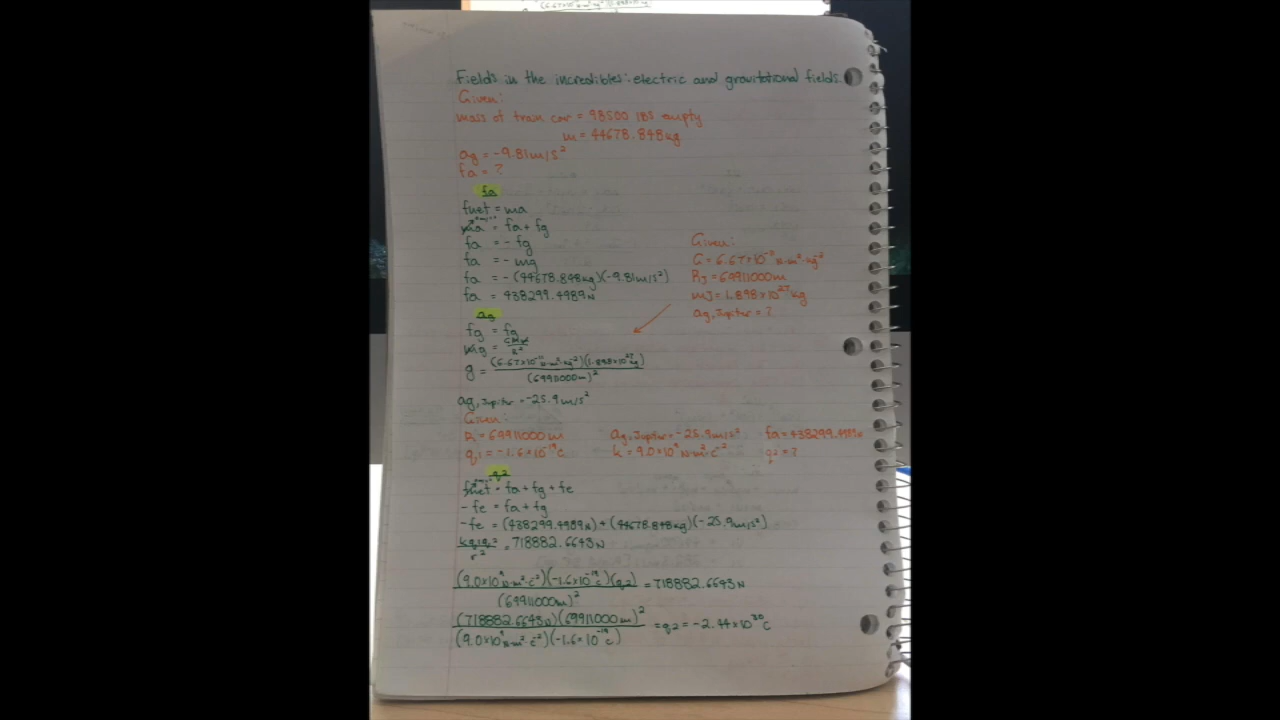 Fields in the incredibles: electric and gravitational fields.
Given:
mass of train car = 98500 lBS empty
m = 44678.848kg
ag = -9.81m/s²
fa = ?
fa
fnet = ma
ma = fa + fg
fa = - fg
fa = - mg
fa = - (44678.848kg)(-9.81m/s²)
fa = 438299.4989N
Given:
G = 6.67×10⁻¹¹ N·m²·kg⁻²
RJ = 69911000m
mJ = 1.898×10²⁷kg
ag, Jupiter = ?
ag
fg = fg
mg = GMm/R²
g = (6.67×10⁻¹¹N·m²·kg⁻²)(1.898×10²⁷kg)
(69911000m)²
ag, Jupiter = -25.9m/s²
Given:
R = 69911000m ag, Jupiter = -25.9m/s² fa = 438299.4989N
q1 = -1.6×10⁻¹⁹C k = 9.0×10⁹N·m²·C⁻² q2 = ?
q2
fnet = fa + fg + fe
- fe = fa + fg
- fe = (438299.4989N) + (44678.848kg)(-25.9m/s²)
kq1q2/r² = 718882.6643N
(9.0×10⁹N·m²·C⁻²)(-1.6×10⁻¹⁹C)(q2) = 718882.6643N
(69911000m)²
(718882.6643N)(69911000m)² = q2 = -2.44×10³⁰C
(9.0×10⁹N·m²·C⁻²)(-1.6×10⁻¹⁹C)